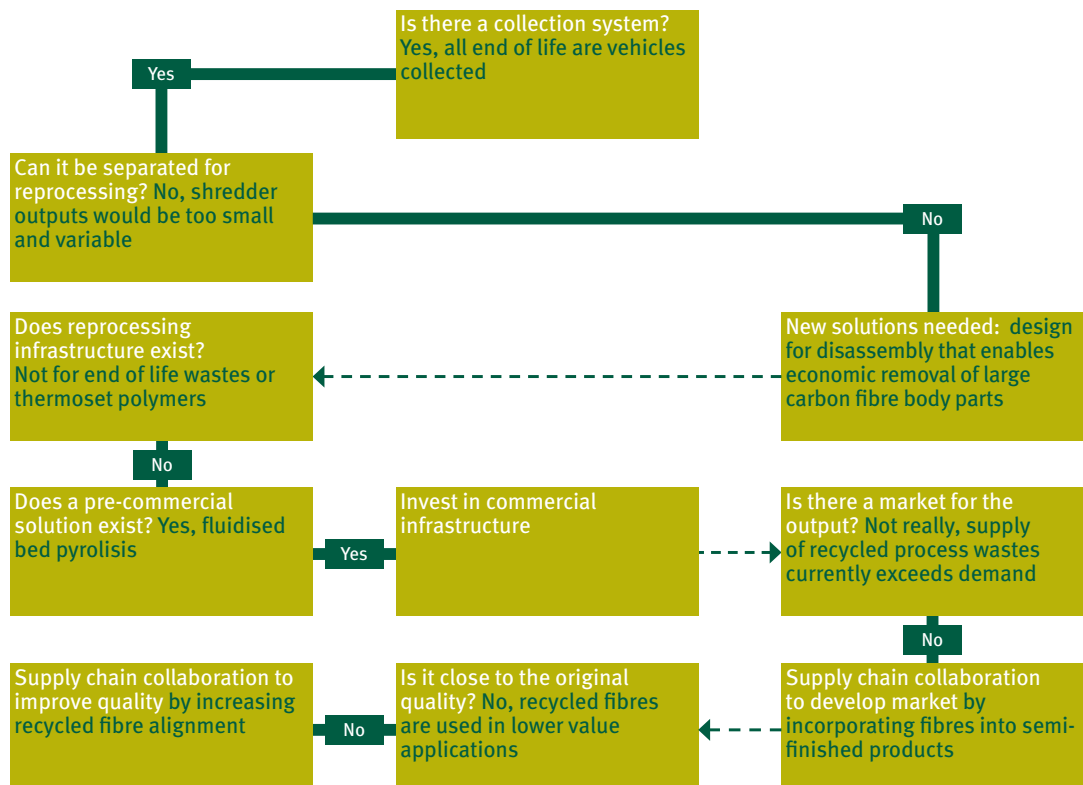 Is there a collection system?
Yes, all end of life are vehicles
collected
Yes
Can it be separated for
reprocessing? No, shredder
outputs would be too small
and variable
No
Does reprocessing
infrastructure exist?
Not for end of life wastes or
thermoset polymers
New solutions needed: design
for disassembly that enables
economic removal of large
carbon fibre body parts
No
Does a pre-commercial
solution exist? Yes, fluidised
bed pyrolisis
Yes
Invest in commercial
infrastructure
Is there a market for the
output? Not really, supply
of recycled process wastes
currently exceeds demand
No
Supply chain collaboration to
improve quality by increasing
recycled fibre alignment
No
Is it close to the original
quality? No, recycled fibres
are used in lower value
applications
Supply chain collaboration
to develop market by
incorporating fibres into semi-
finished products